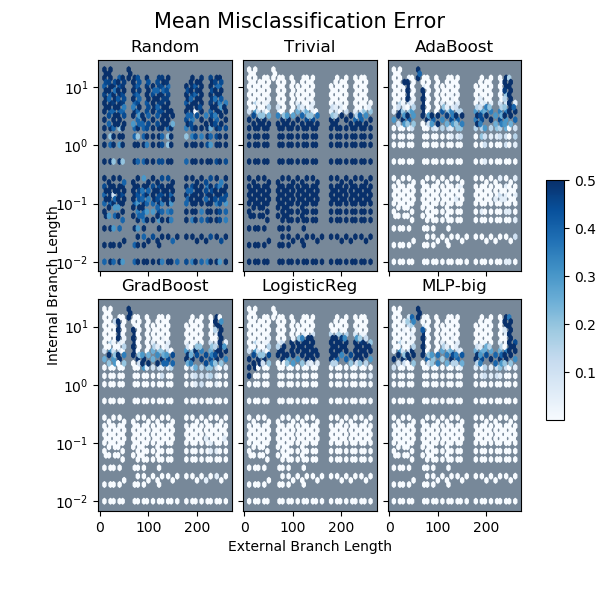 Mean Misclassification Error
Random Trivial AdaBoost
10¹
10⁰
10⁻¹
10⁻²
Internal Branch Length
GradBoost LogisticReg MLP-big
10¹
10⁰
10⁻¹
10⁻²
0 100 200 0 100 200 0 100 200
External Branch Length
0.5
0.4
0.3
0.2
0.1